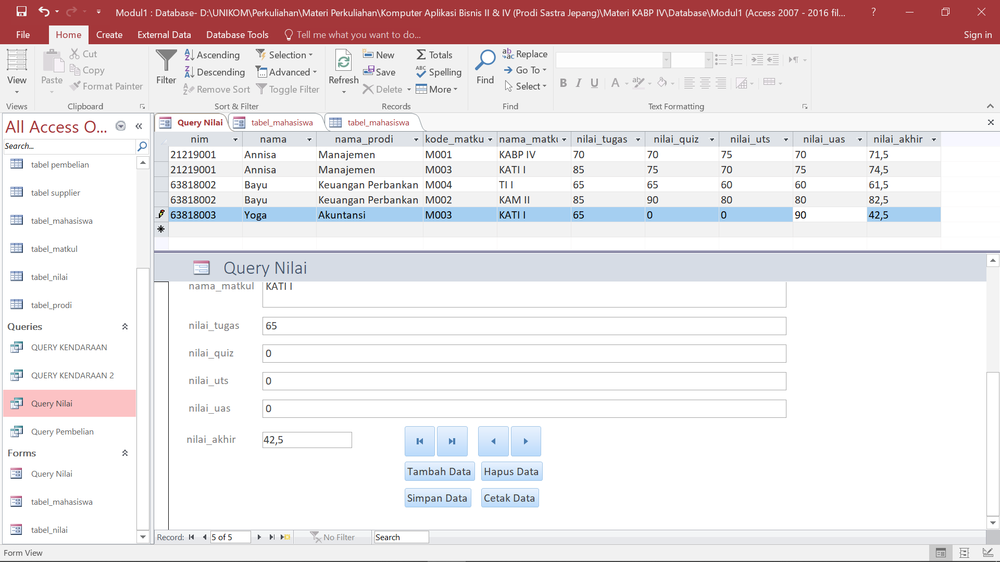 Modul1 : Database- D:\UNIKOM\Perkuliahan\Materi Perkuliahan\Komputer Aplikasi Bisnis II & IV (Prodi Sastra Jepang)\Materi KABP IV\Database\Modul1 (Access 2007 - 2016 fil... ?
File Home Create External Data Database Tools Tell me what you want to do... Sign in
View
Views
Paste
Cut
Copy
Format Painter
Clipboard
Filter
Ascending
Descending
Remove Sort
Selection
Advanced
Toggle Filter
Sort & Filter
Refresh
New
Save
Delete
Totals
Spelling
More
Records
Find
Replace
Go To
Select
Find
B I U A
Text Formatting
All Access O...
Search...
tabel pembelian
tabel supplier
tabel_mahasiswa
tabel_matkul
tabel_nilai
tabel_prodi
Queries
QUERY KENDARAAN
QUERY KENDARAAN 2
Query Nilai
Query Pembelian
Forms
Query Nilai
tabel_mahasiswa
tabel_nilai
Query Nilai tabel_mahasiswa tabel_mahasiswa
nim nama nama_prodi kode_matku nama_matku nilai_tugas nilai_quiz nilai_uts nilai_uas nilai_akhir
21219001 Annisa Manajemen M001 KABP IV 70 70 75 70 71,5
21219001 Annisa Manajemen M003 KATI I 85 75 70 75 74,5
63818002 Bayu Keuangan Perbankan M004 TI I 65 65 60 60 61,5
63818002 Bayu Keuangan Perbankan M002 KAM II 85 90 80 80 82,5
63818003 Yoga Akuntansi M003 KATI I 65 0 0 90 42,5
Query Nilai
nama_matkul KATI I
nilai_tugas 65
nilai_quiz 0
nilai_uts 0
nilai_uas 0
nilai_akhir 42,5
Tambah Data Hapus Data
Simpan Data Cetak Data
Record: 5 of 5 No Filter Search
Form View